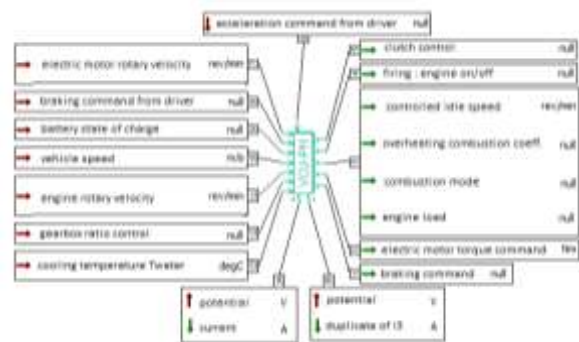 acceleration command from driver null
electric motor rotary velocity rev/min
braking command from driver null
battery state of charge null
vehicle speed m/s
engine rotary velocity rev/min
gearbox ratio control null
cooling temperature Twater degC
clutch control null
firing : engine on/off null
controlled idle speed rev/min
overheating combustion coeff. null
combustion mode null
engine load null
electric motor torque command Nm
braking command null
potential V
current A
potential V
duplicate of i3 A